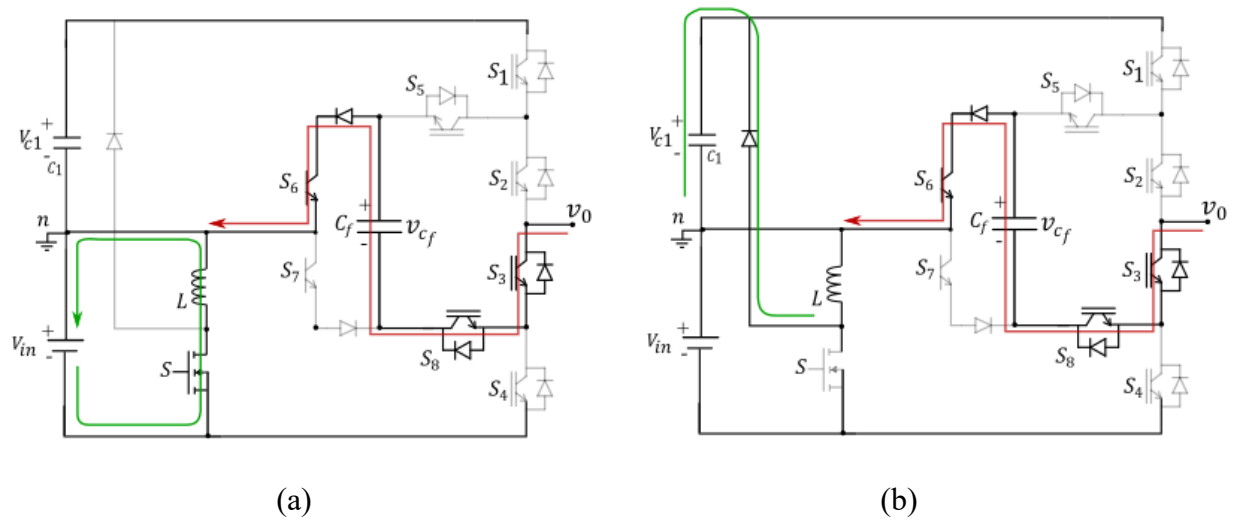 S1
S5
Vc1
+
-
C1
S2
S6
+
Cf
-
vcf
v0
n
S7
S3
L
Vin
+
-
S
S8
S4
(a)
S1
S5
Vc1
+
-
C1
S2
S6
+
Cf
-
vcf
v0
n
S7
S3
L
Vin
+
-
S
S8
S4
(b)